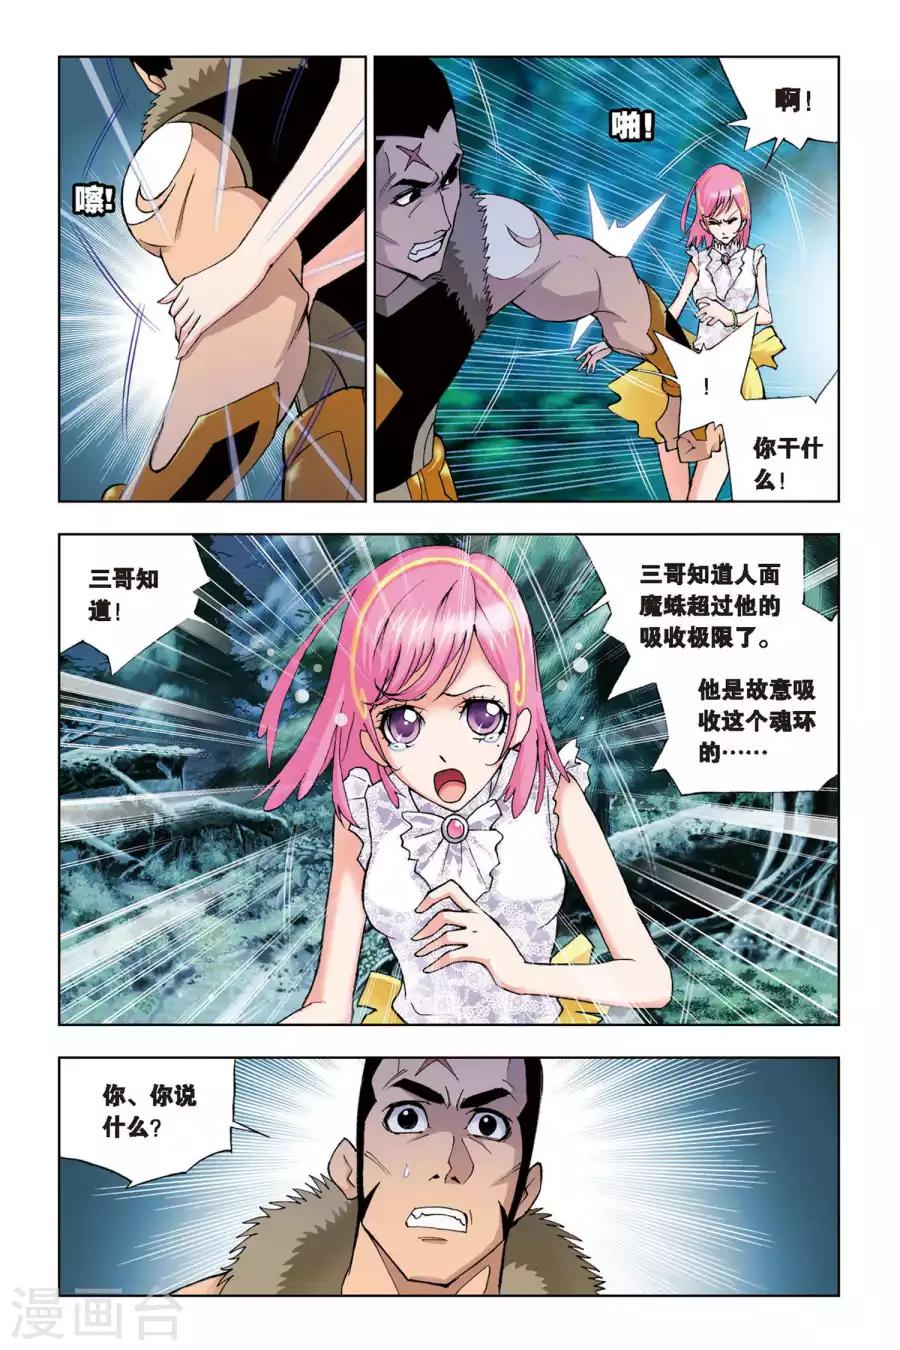 嚓！
啪！
啊！
！
你干什
么！
三哥知
道！
三哥知道人面
魔蛛超过他的
吸收极限了。
他是故意吸
收这个魂环
的……
你、你说
什么？
漫画台